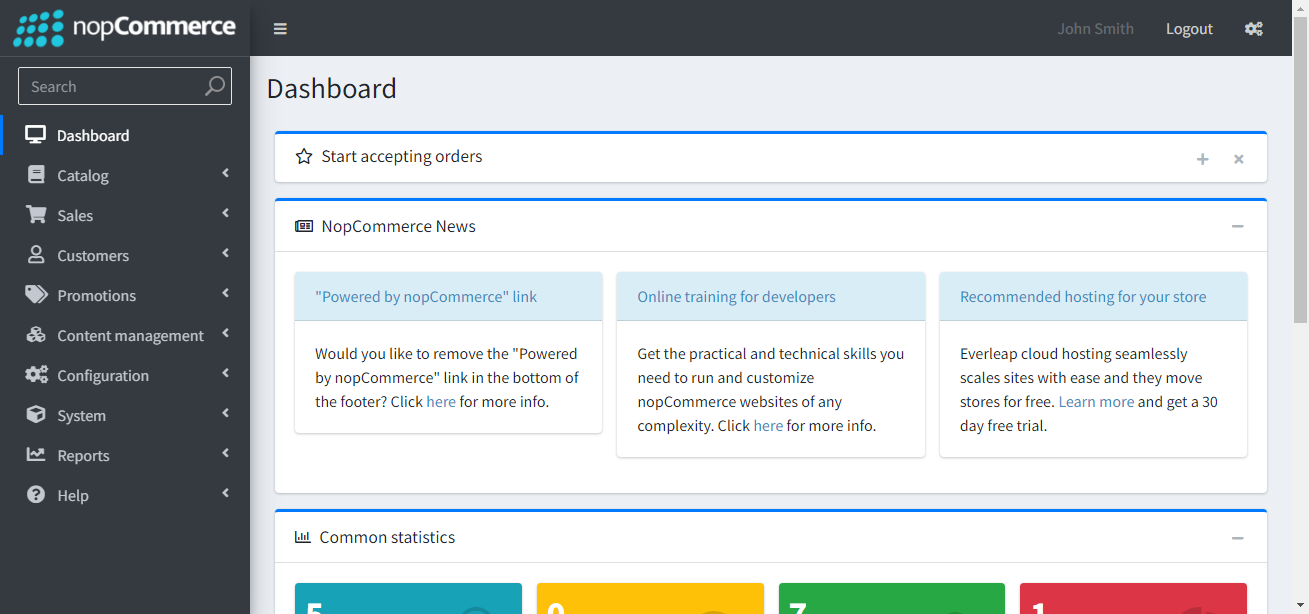 nopCommerce
John Smith
Logout
Search
Dashboard
Catalog
Sales
Customers
Promotions
Content management
Configuration
System
Reports
Help
Dashboard
Start accepting orders
NopCommerce News
"Powered by nopCommerce" link
Would you like to remove the "Powered
by nopCommerce" link in the bottom of
the footer? Click here for more info.
Online training for developers
Get the practical and technical skills you
need to run and customize
nopCommerce websites of any
complexity. Click here for more info.
Recommended hosting for your store
Everleap cloud hosting seamlessly
scales sites with ease and they move
stores for free. Learn more and get a 30
day free trial.
Common statistics
5
0
7
1